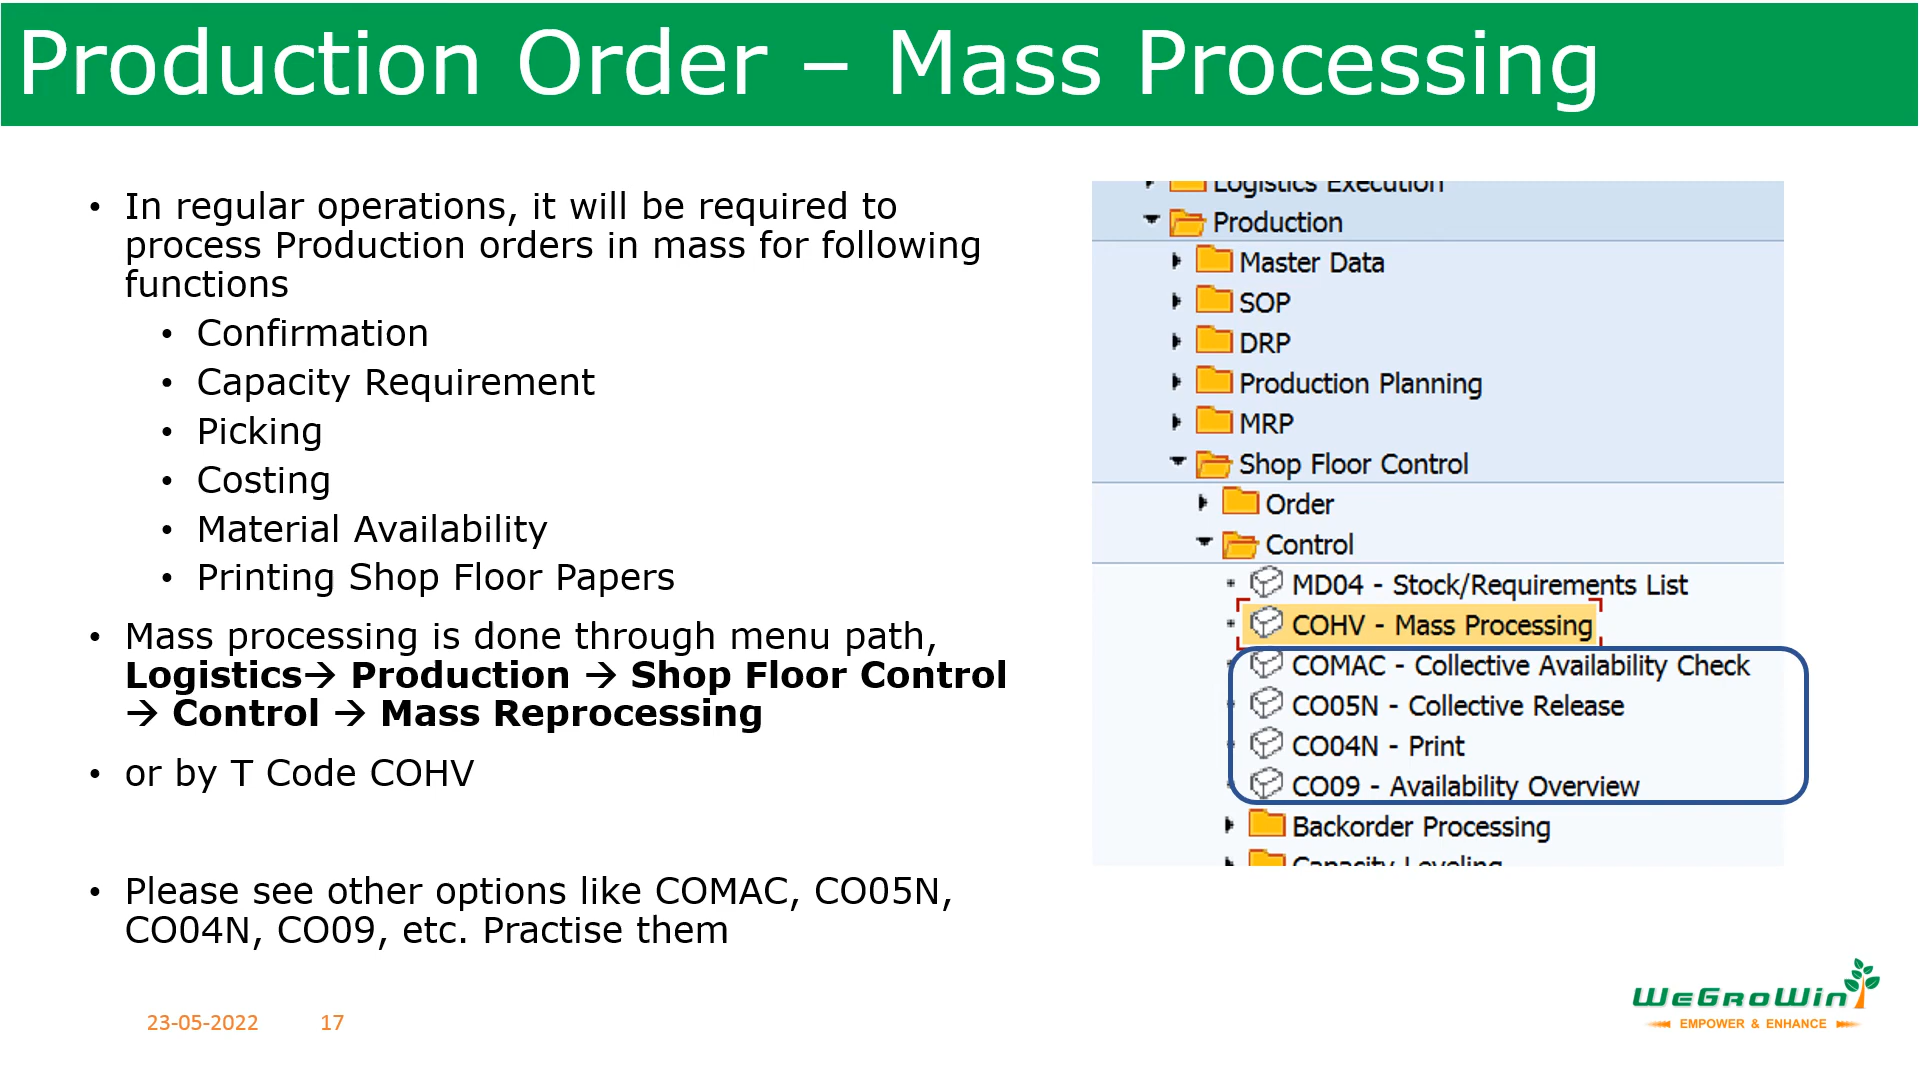 Production Order – Mass Processing
• In regular operations, it will be required to
process Production orders in mass for following
functions
• Confirmation
• Capacity Requirement
• Picking
• Costing
• Material Availability
• Printing Shop Floor Papers
• Mass processing is done through menu path,
Logistics→ Production → Shop Floor Control
→ Control → Mass Reprocessing
• or by T Code COHV
• Please see other options like COMAC, CO05N,
CO04N, CO09, etc. Practise them
Logistics Execution
Production
Master Data
SOP
DRP
Production Planning
MRP
Shop Floor Control
Order
Control
MD04 - Stock/Requirements List
COHV - Mass Processing
COMAC - Collective Availability Check
CO05N - Collective Release
CO04N - Print
CO09 - Availability Overview
Backorder Processing
Capacity Leveling
23-05-2022 17
WeGroWin
EMPOWER & ENHANCE